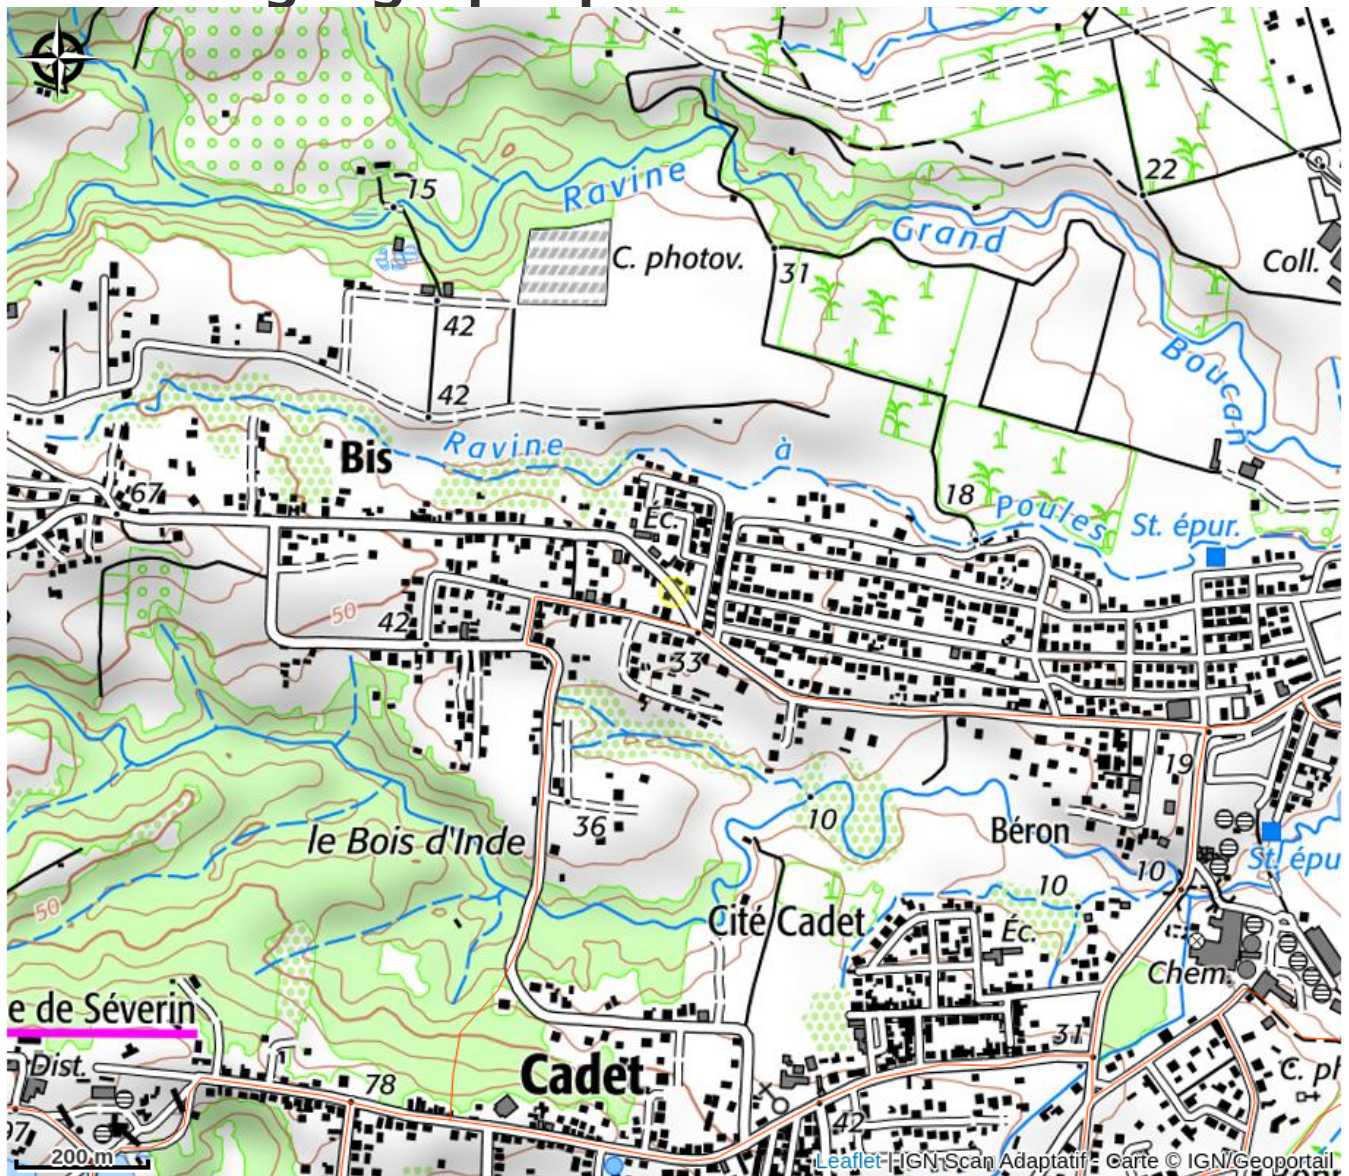 15
Ravine
22
Grand
C. photov.
31
Coll.
42
Boucan
42
Ravine
à
Bis
67
18
Poules
Éc.
St. épur.
50
42
33
19
10
le Bois d'Inde
36
Béron
St. épu
10
50
10
Cité Cadet
Éc.
Chem.
e de Séverin
31
Dist.
Cadet
C. ph
78
42
97
200 m
Leaflet | IGN Scan Adaptatif - Carte © IGN/Geoportail